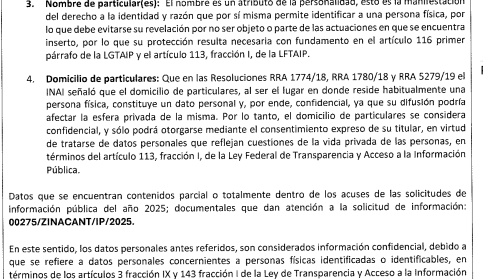 3. Nombre de particular(es): El nombre es un atributo de la personalidad, esto es la manifestación
del derecho a la identidad y razón que por sí misma permite identificar a una persona física, por
lo que debe evitarse su revelación por no ser objeto o parte de las actuaciones en que se encuentra
inserto, por lo que su protección resulta necesaria con fundamento en el artículo 116 primer
párrafo de la LGTAIP y el artículo 113, fracción I, de la LFTAIP.
4. Domicilio de particulares: Que en las Resoluciones RRA 1774/18, RRA 1780/18 y RRA 5279/19 el
INAI señaló que el domicilio de particulares, al ser el lugar en donde reside habitualmente una
persona física, constituye un dato personal y, por ende, confidencial, ya que su difusión podría
afectar la esfera privada de la misma. Por lo tanto, el domicilio de particulares se considera
confidencial, y sólo podrá otorgarse mediante el consentimiento expreso de su titular, en virtud
de tratarse de datos personales que reflejan cuestiones de la vida privada de las personas, en
términos del artículo 113, fracción I, de la Ley Federal de Transparencia y Acceso a la Información
Pública.
Datos que se encuentran contenidos parcial o totalmente dentro de los acuses de las solicitudes de
información pública del año 2025; documentales que dan atención a la solicitud de información:
00275/ZINACANT/IP/2025.
En este sentido, los datos personales antes referidos, son considerados información confidencial, debido a
que se refiere a datos personales concernientes a personas físicas identificadas o identificables, en
términos de los artículos 3 fracción IX y 143 fracción I de la Ley de Transparencia y Acceso a la Información